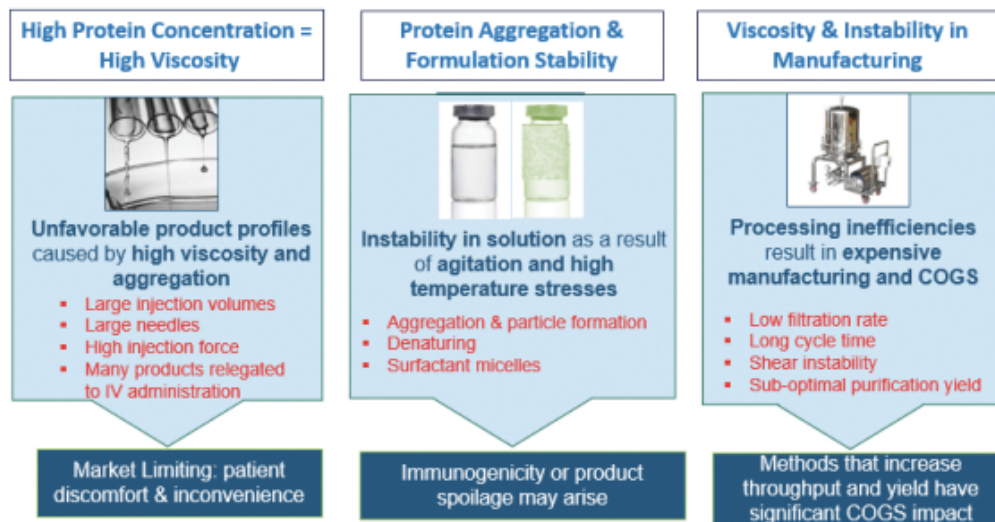 High Protein Concentration =
High Viscosity
Unfavorable product profiles
caused by high viscosity and
aggregation
▪ Large injection volumes
▪ Large needles
▪ High injection force
▪ Many products relegated
to IV administration
Market Limiting: patient
discomfort & inconvenience
Protein Aggregation &
Formulation Stability
Instability in solution as a result
of agitation and high
temperature stresses
▪ Aggregation & particle formation
▪ Denaturing
▪ Surfactant micelles
Immunogenicity or product
spoilage may arise
Viscosity & Instability in
Manufacturing
Processing inefficiencies
result in expensive
manufacturing and COGS
▪ Low filtration rate
▪ Long cycle time
▪ Shear instability
▪ Sub-optimal purification yield
Methods that increase
throughput and yield have
significant COGS impact